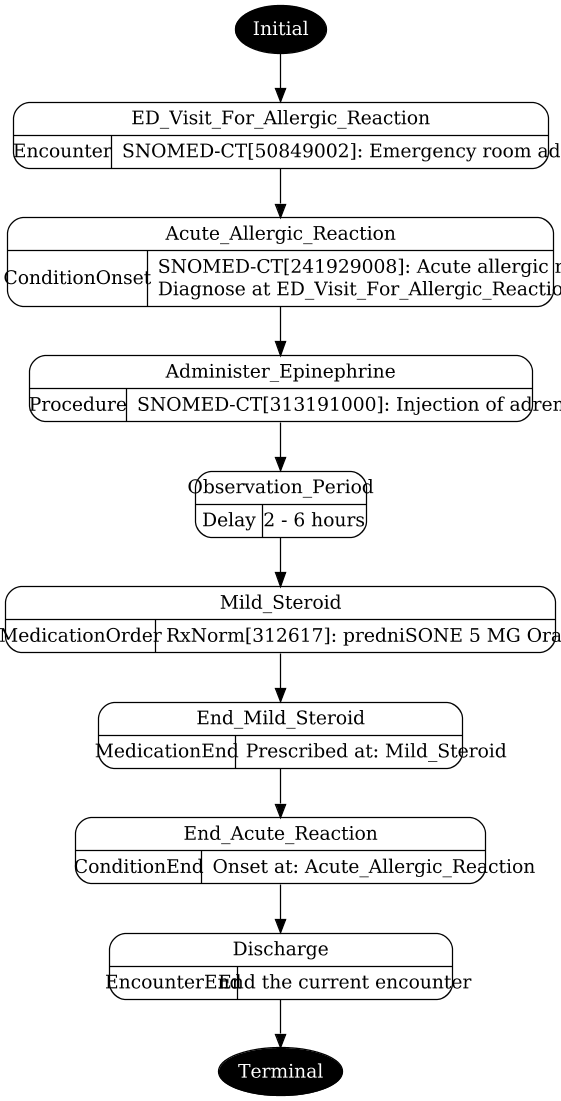 Initial
ED_Visit_For_Allergic_Reaction
Encounter SNOMED-CT[50849002]: Emergency room ad
Acute_Allergic_Reaction
ConditionOnset
SNOMED-CT[241929008]: Acute allergic r
Diagnose at ED_Visit_For_Allergic_Reactio
Administer_Epinephrine
Procedure SNOMED-CT[313191000]: Injection of adren
Observation_Period
Delay 2 - 6 hours
Mild_Steroid
MedicationOrder RxNorm[312617]: predniSONE 5 MG Ora
End_Mild_Steroid
MedicationEnd Prescribed at: Mild_Steroid
End_Acute_Reaction
ConditionEnd Onset at: Acute_Allergic_Reaction
Discharge
EncounterEnd End the current encounter
Terminal